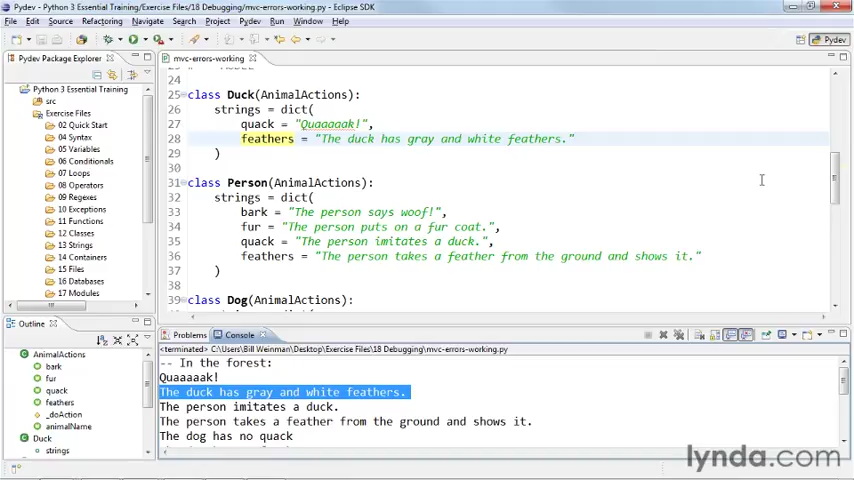 Pydev - Python 3 Essential Training/Exercise Files/18 Debugging/mvc-errors-working.py - Eclipse SDK
File Edit Source Refactoring Navigate Search Project Pydev Run Window Help
Pydev
Pydev Package Explorer
mvc-errors-working
Python 3 Essential Training
src
Exercise Files
02 Quick Start
04 Syntax
05 Variables
06 Conditionals
07 Loops
08 Operators
09 Regexes
10 Exceptions
11 Functions
12 Classes
13 Strings
14 Containers
15 Files
16 Databases
17 Modules
24
25 class Duck(AnimalActions):
26 strings = dict(
27 quack = "Quaaaaak!",
28 feathers = "The duck has gray and white feathers."
29 )
30
31 class Person(AnimalActions):
32 strings = dict(
33 bark = "The person says woof!",
34 fur = "The person puts on a fur coat.",
35 quack = "The person imitates a duck.",
36 feathers = "The person takes a feather from the ground and shows it."
37 )
38
39 class Dog(AnimalActions):
Outline
AnimalActions
bark
fur
quack
feathers
_doAction
animalName
Duck
strings
Problems Console
<terminated> C:\Users\Bill Weinman\Desktop\Exercise Files\18 Debugging\mvc-errors-working.py
-- In the forest:
Quaaaaak!
The duck has gray and white feathers.
The person imitates a duck.
The person takes a feather from the ground and shows it.
The dog has no quack
lynda.com